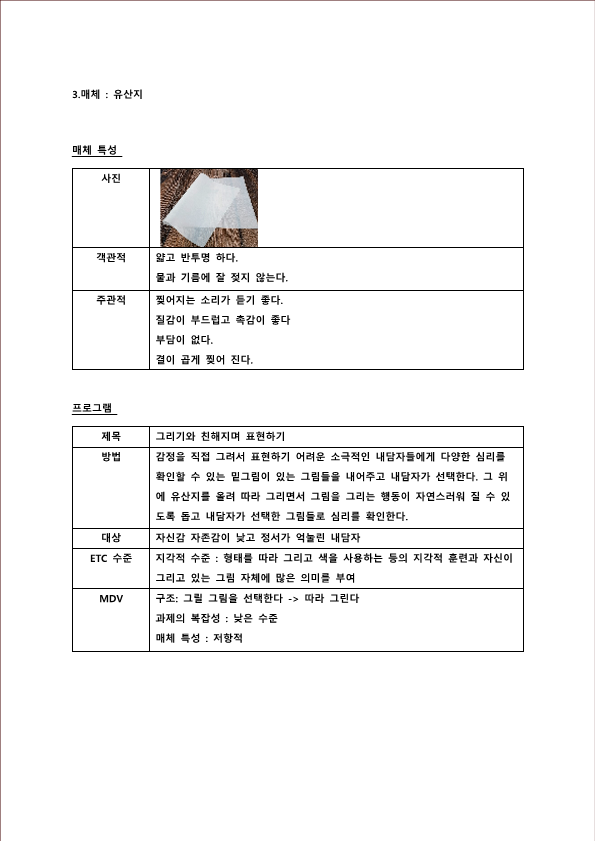 3.매체 : 유산지
매체 특성
사진
객관적
얇고 반투명 하다.
물과 기름에 잘 젖지 않는다.
주관적
찢어지는 소리가 듣기 좋다.
질감이 부드럽고 촉감이 좋다
부담이 없다.
결이 곱게 찢어 진다.
프로그램
제목
그리기와 친해지며 표현하기
방법
감정을 직접 그려서 표현하기 어려운 소극적인 내담자들에게 다양한 심리를
확인할 수 있는 밑그림이 있는 그림들을 내어주고 내담자가 선택한다. 그 위
에 유산지를 올려 따라 그리면서 그림을 그리는 행동이 자연스러워 질 수 있
도록 돕고 내담자가 선택한 그림들로 심리를 확인한다.
대상
자신감 자존감이 낮고 정서가 억눌린 내담자
ETC 수준
지각적 수준 : 형태를 따라 그리고 색을 사용하는 등의 지각적 훈련과 자신이
그리고 있는 그림 자체에 많은 의미를 부여
MDV
구조: 그릴 그림을 선택한다 -> 따라 그린다
과제의 복잡성 : 낮은 수준
매체 특성 : 저항적